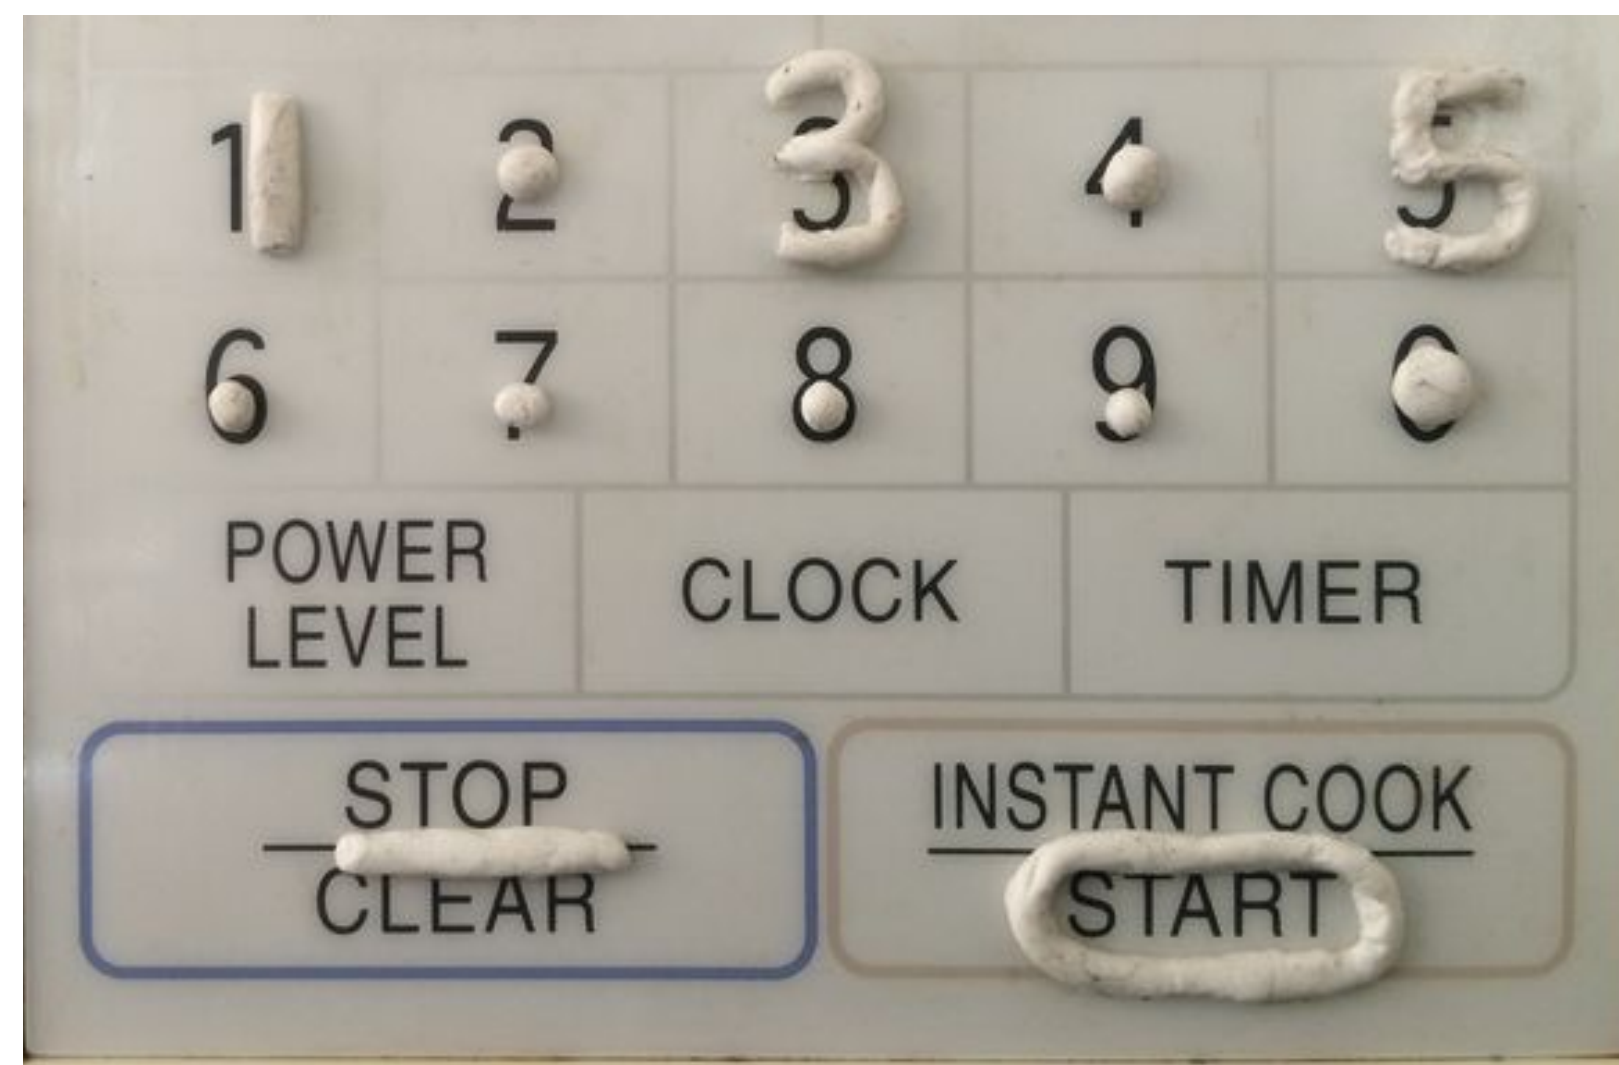 1 2 3 4 5
6 7 8 9 0
POWER LEVEL CLOCK TIMER
STOP INSTANT COOK
CLEAR START